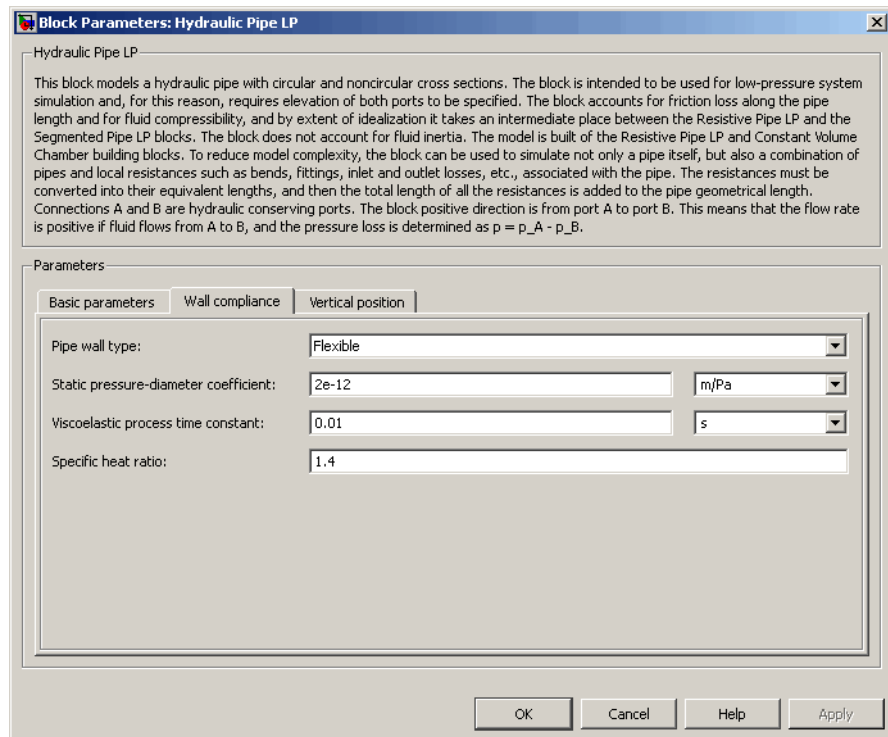 Block Parameters: Hydraulic Pipe LP
Hydraulic Pipe LP
This block models a hydraulic pipe with circular and noncircular cross sections. The block is intended to be used for low-pressure system
simulation and, for this reason, requires elevation of both ports to be specified. The block accounts for friction loss along the pipe
length and for fluid compressibility, and by extent of idealization it takes an intermediate place between the Resistive Pipe LP and the
Segmented Pipe LP blocks. The block does not account for fluid inertia. The model is built of the Resistive Pipe LP and Constant Volume
Chamber building blocks. To reduce model complexity, the block can be used to simulate not only a pipe itself, but also a combination of
pipes and local resistances such as bends, fittings, inlet and outlet losses, etc., associated with the pipe. The resistances must be
converted into their equivalent lengths, and then the total length of all the resistances is added to the pipe geometrical length.
Connections A and B are hydraulic conserving ports. The block positive direction is from port A to port B. This means that the flow rate
is positive if fluid flows from A to B, and the pressure loss is determined as p = p_A - p_B.
Parameters
Basic parameters Wall compliance Vertical position
Pipe wall type: Flexible
Static pressure-diameter coefficient: 2e-12 m/Pa
Viscoelastic process time constant: 0.01 s
Specific heat ratio: 1.4
OK Cancel Help Apply